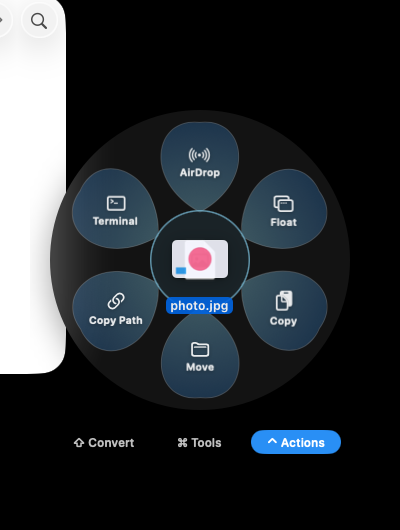 AirDrop
Terminal
Float
photo.jpg
Copy Path
Copy
Move
⇧ Convert
⌘ Tools
⌃ Actions